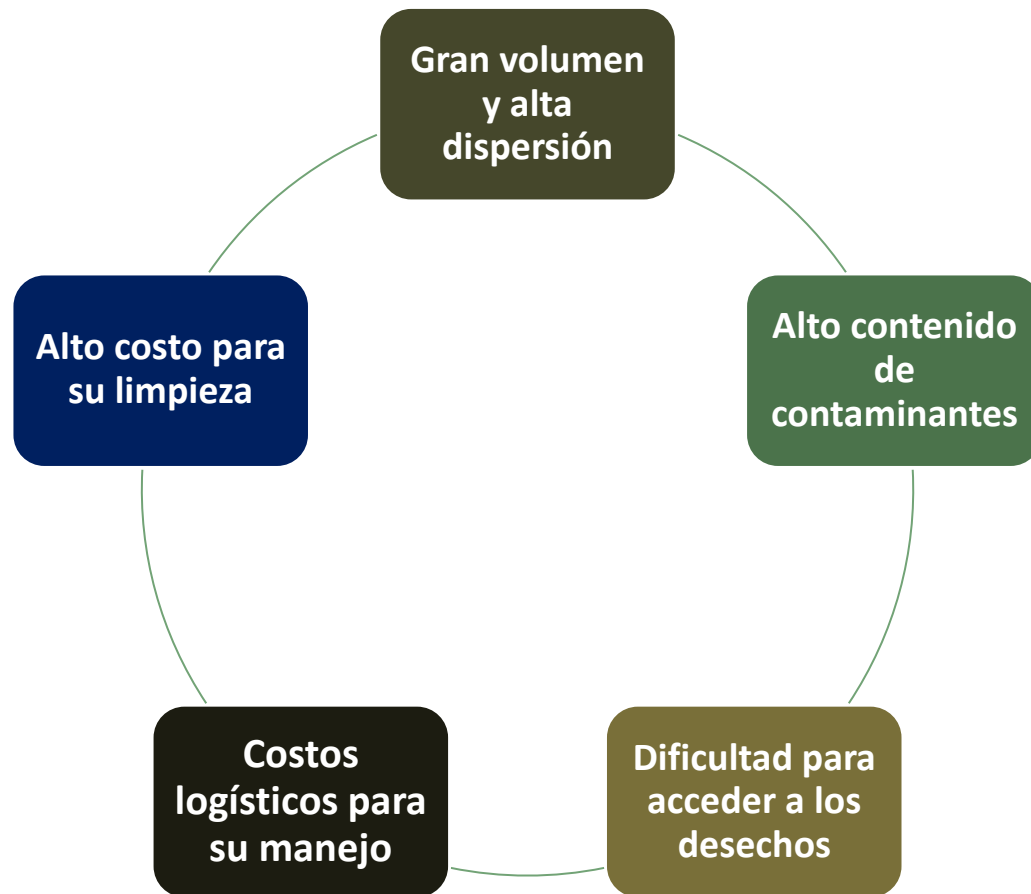 Gran volumen
y alta
dispersión
Alto contenido
de
contaminantes
Dificultad para
acceder a los
desechos
Costos
logísticos para
su manejo
Alto costo para
su limpieza